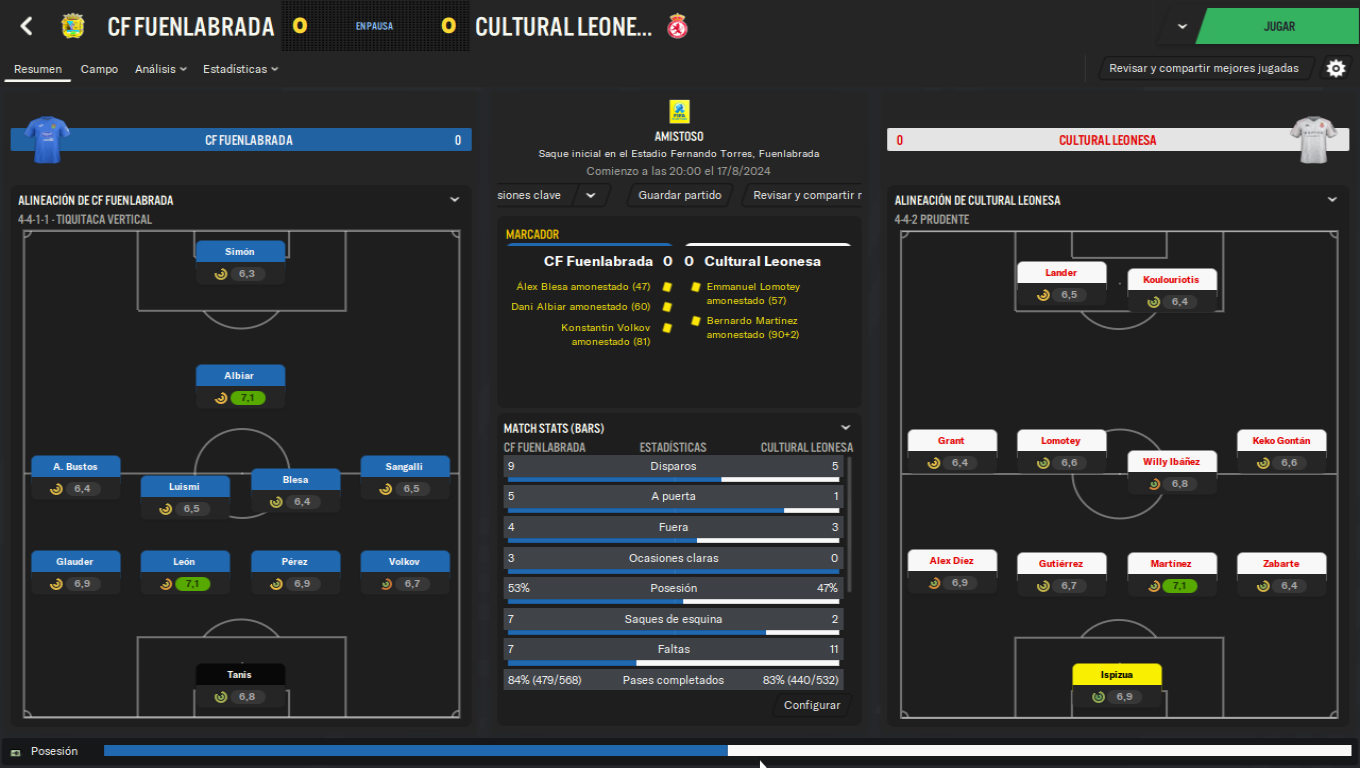 CF FUENLABRADA 0 EN PAUSA 0 CULTURAL LEONE...
JUGAR
Resumen Campo Análisis Estadísticas
Revisar y compartir mejores jugadas
CF FUENLABRADA 0
AMISTOSO
Saque inicial en el Estadio Fernando Torres, Fuenlabrada
Comienzo a las 20:00 el 17/8/2024
siones clave Guardar partido Revisar y compartir r
0 CULTURAL LEONESA
ALINEACIÓN DE CF FUENLABRADA
4-4-1-1 - TIQUITACA VERTICAL
Simón
6,3
Albiar
7,1
A. Bustos
6,4
Luismi
6,5
Blesa
6,4
Sangalli
6,5
Glauder
6,9
León
7,1
Pérez
6,9
Volkov
6,7
Tanis
6,8
MARCADOR
CF Fuenlabrada 0 0 Cultural Leonesa
Álex Blesa amonestado (47)
Dani Albiar amonestado (60)
Konstantin Volkov
amonestado (81)
Emmanuel Lomotey
amonestado (57)
Bernardo Martínez
amonestado (90+2)
MATCH STATS (BARS)
CF FUENLABRADA ESTADÍSTICAS CULTURAL LEONESA
9 Disparos 5
5 A puerta 1
4 Fuera 3
3 Ocasiones claras 0
53% Posesión 47%
7 Saques de esquina 2
7 Faltas 11
84% (479/568) Pases completados 83% (440/532)
Configurar
ALINEACIÓN DE CULTURAL LEONESA
4-4-2 PRUDENTE
Lander
6,5
Koulouriotis
6,4
Grant
6,4
Lomotey
6,6
Willy Ibáñez
6,8
Keko Gontán
6,6
Alex Díez
6,9
Gutiérrez
6,7
Martínez
7,1
Zabarte
6,4
Ispizua
6,9
Posesión